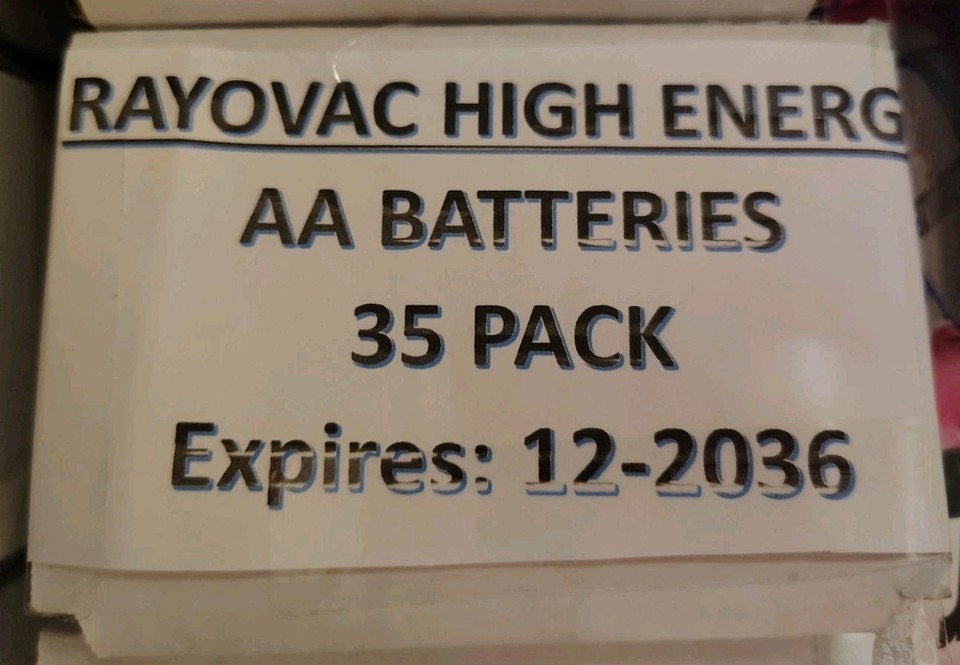 RAYOVAC HIGH ENERG
AA BATTERIES
35 PACK
Expires: 12-2036